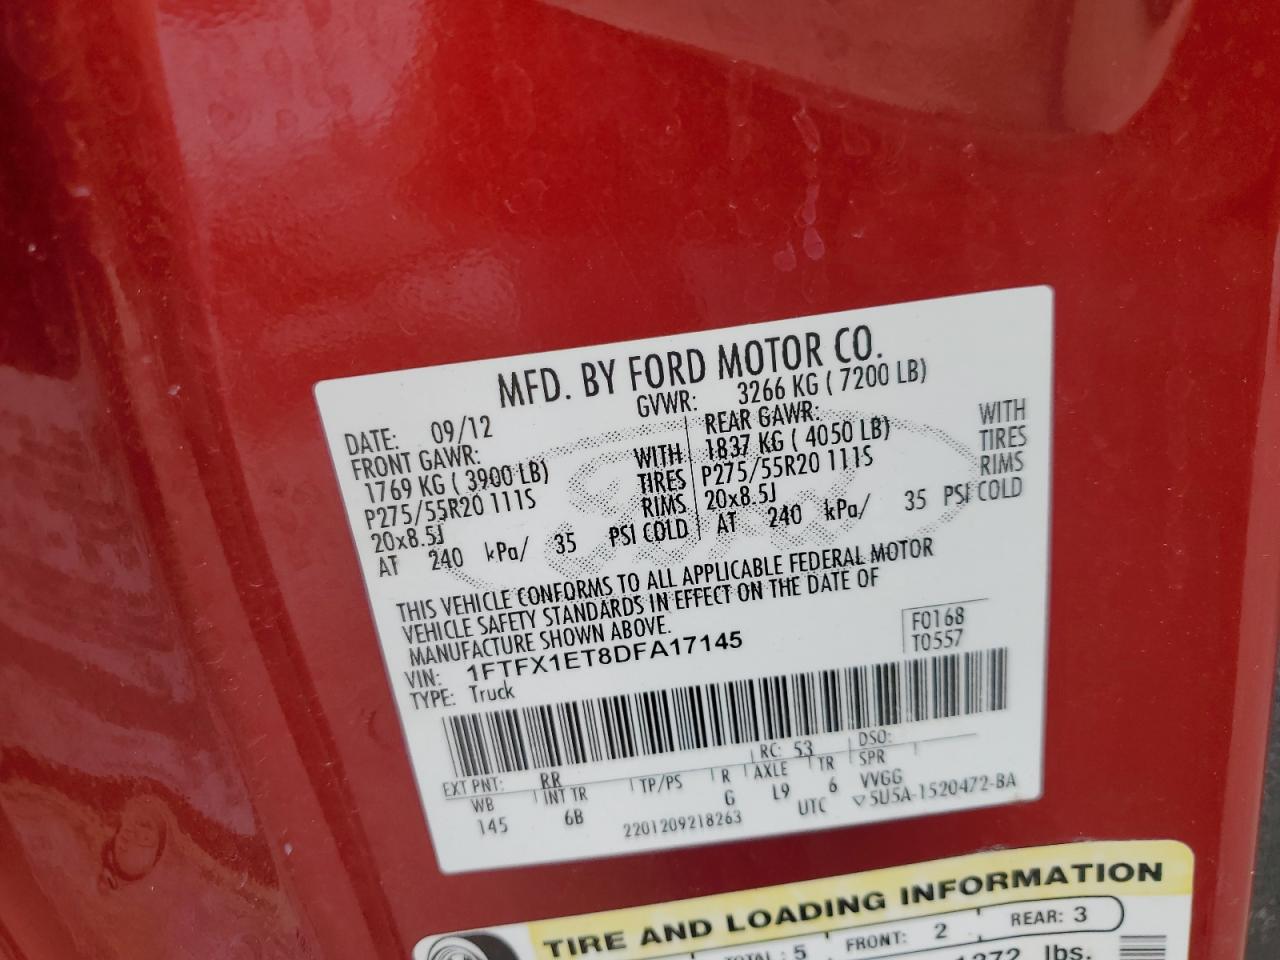 MFD. BY FORD MOTOR CO.
DATE: 09/12 GVWR: 3266 KG ( 7200 LB)
FRONT GAWR: REAR GAWR:
1769 KG ( 3900 LB) WITH 1837 KG ( 4050 LB) WITH
P275/55R20 111S TIRES P275/55R20 111S TIRES
20x8.5J RIMS 20x8.5J RIMS
AT 240 kPa/ 35 PSI COLD AT 240 kPa/ 35 PSI COLD
THIS VEHICLE CONFORMS TO ALL APPLICABLE FEDERAL MOTOR
VEHICLE SAFETY STANDARDS IN EFFECT ON THE DATE OF
MANUFACTURE SHOWN ABOVE.
VIN: 1FTFX1ET8DFA17145 F0168
TYPE: Truck T0557
EXT PNT: RR RC: 53 DSO:
WB INT TR TP/PS R AXLE TR SPR
145 6B G L9 6 VVGG
2201209218263 UTC ▽5U5A-1520472-BA
TIRE AND LOADING INFORMATION
TOTAL : 5 FRONT: 2 REAR: 3
lbs.